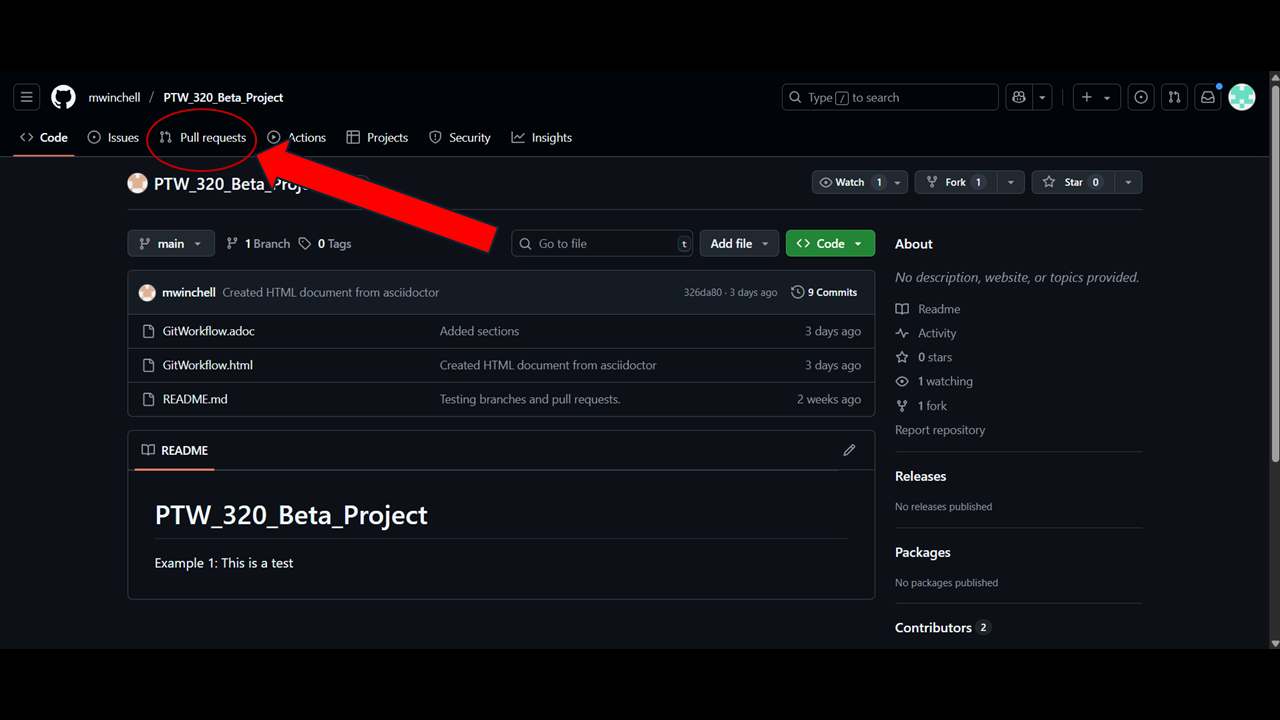 mwinchell / PTW_320_Beta_Project
Type / to search
Code Issues Pull requests Actions Projects Security Insights
PTW_320_Beta_Proje
Watch 1 Fork 1 Star 0
main 1 Branch 0 Tags Go to file t Add file Code
mwinchell Created HTML document from asciidoctor 326da80 · 3 days ago 9 Commits
GitWorkflow.adoc Added sections 3 days ago
GitWorkflow.html Created HTML document from asciidoctor 3 days ago
README.md Testing branches and pull requests. 2 weeks ago
README
PTW_320_Beta_Project
Example 1: This is a test
About
No description, website, or topics provided.
Readme
Activity
0 stars
1 watching
1 fork
Report repository
Releases
No releases published
Packages
No packages published
Contributors 2